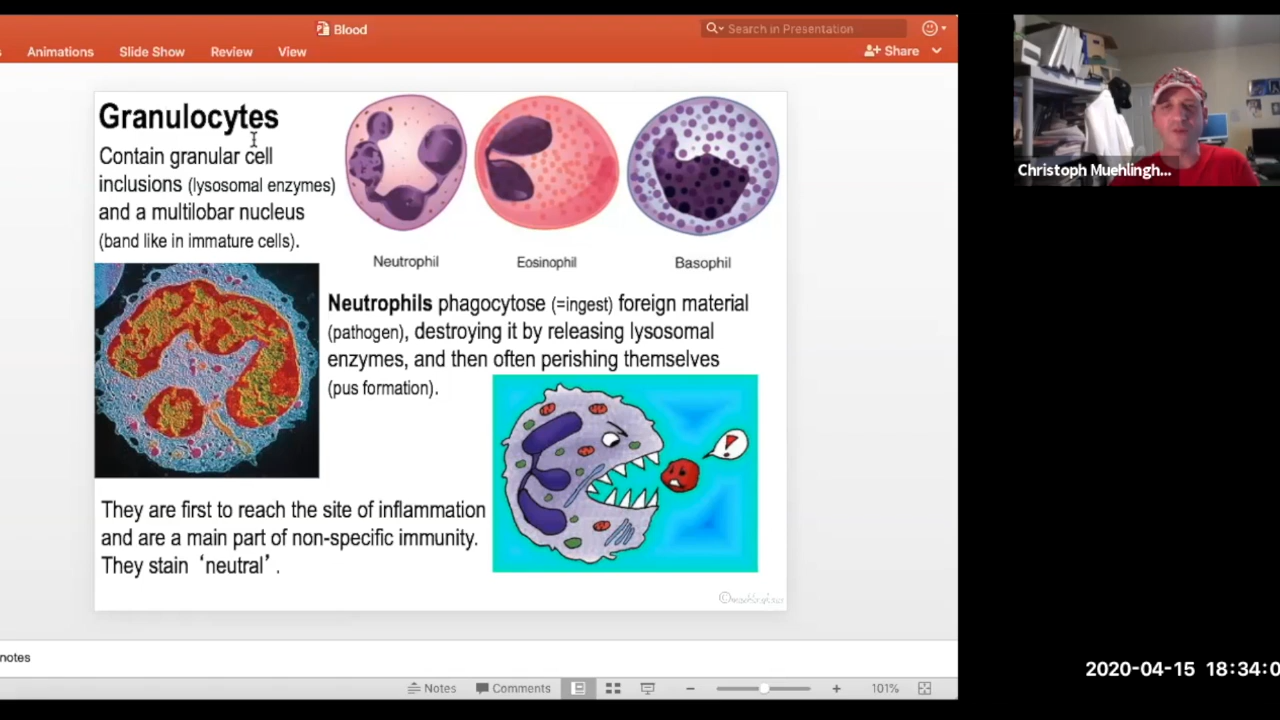 Blood
Search in Presentation
Animations
Slide Show
Review
View
Share
Granulocytes
Contain granular cell
inclusions (lysosomal enzymes)
and a multilobar nucleus
(band like in immature cells).
Neutrophil
Eosinophil
Basophil
Neutrophils phagocytose (=ingest) foreign material
(pathogen), destroying it by releasing lysosomal
enzymes, and then often perishing themselves
(pus formation).
!
They are first to reach the site of inflammation
and are a main part of non-specific immunity.
They stain ‘neutral’.
notes
Notes
Comments
101%
Christoph Muehlingh...
2020-04-15 18:34:0